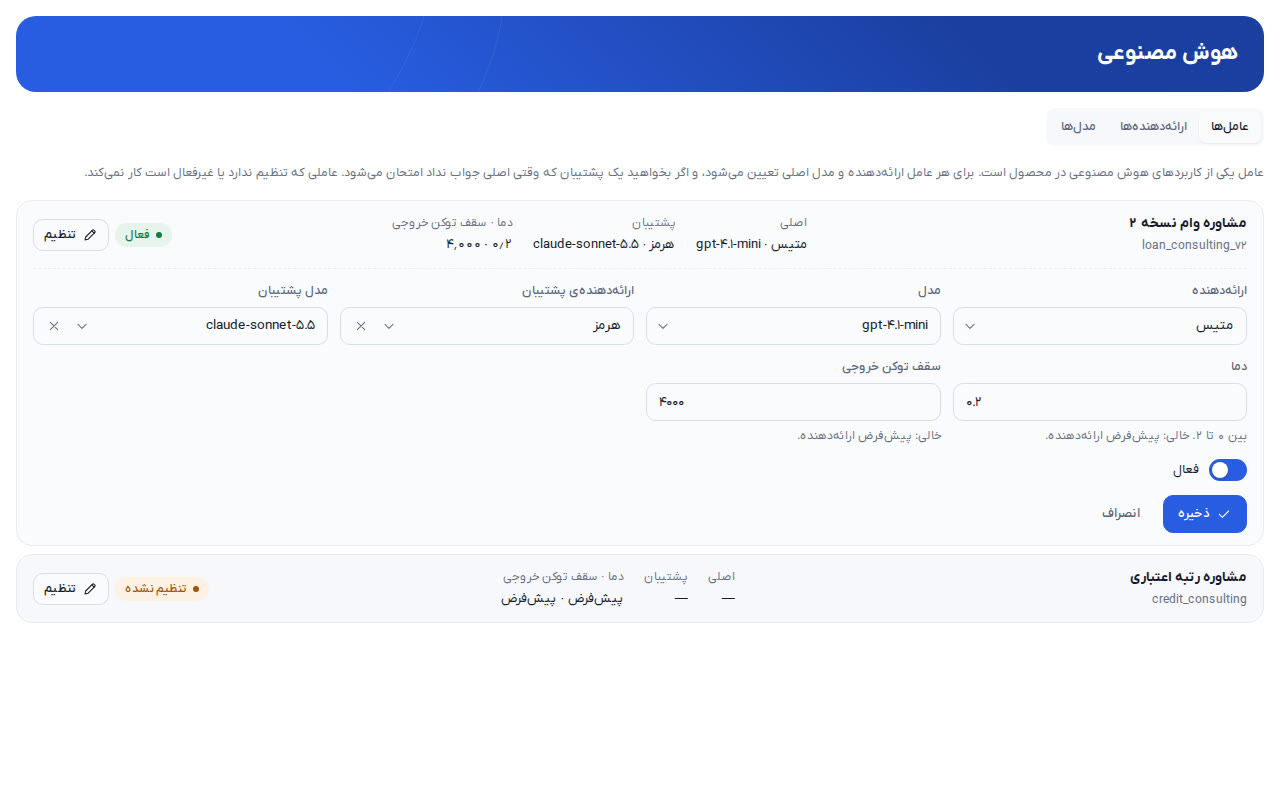 هوش مصنوعی
عامل‌ها
ارائه‌دهنده‌ها
مدل‌ها
عامل یکی از کاربردهای هوش مصنوعی در محصول است. برای هر عامل ارائه‌دهنده و مدل اصلی تعیین می‌شود، و اگر بخواهید یک پشتیبان که وقتی اصلی جواب نداد امتحان می‌شود. عاملی که تنظیم ندارد یا غیرفعال است کار نمی‌کند.
مشاوره وام نسخه ۲
loan_consulting_v۲
اصلی
متیس · gpt-۴.۱-mini
پشتیبان
هرمز · claude-sonnet-۵.۵
دما · سقف توکن خروجی
۰٫۲ · ۴,۰۰۰
فعال
تنظیم
ارائه‌دهنده
متیس
مدل
gpt-۴.۱-mini
ارائه‌دهنده‌ی پشتیبان
هرمز
مدل پشتیبان
claude-sonnet-۵.۵
دما
۰.۲
بین ۰ تا ۲. خالی: پیش‌فرض ارائه‌دهنده.
سقف توکن خروجی
۴۰۰۰
خالی: پیش‌فرض ارائه‌دهنده.
فعال
ذخیره
انصراف
مشاوره رتبه اعتباری
credit_consulting
اصلی
—
پشتیبان
—
دما · سقف توکن خروجی
پیش‌فرض · پیش‌فرض
تنظیم نشده
تنظیم